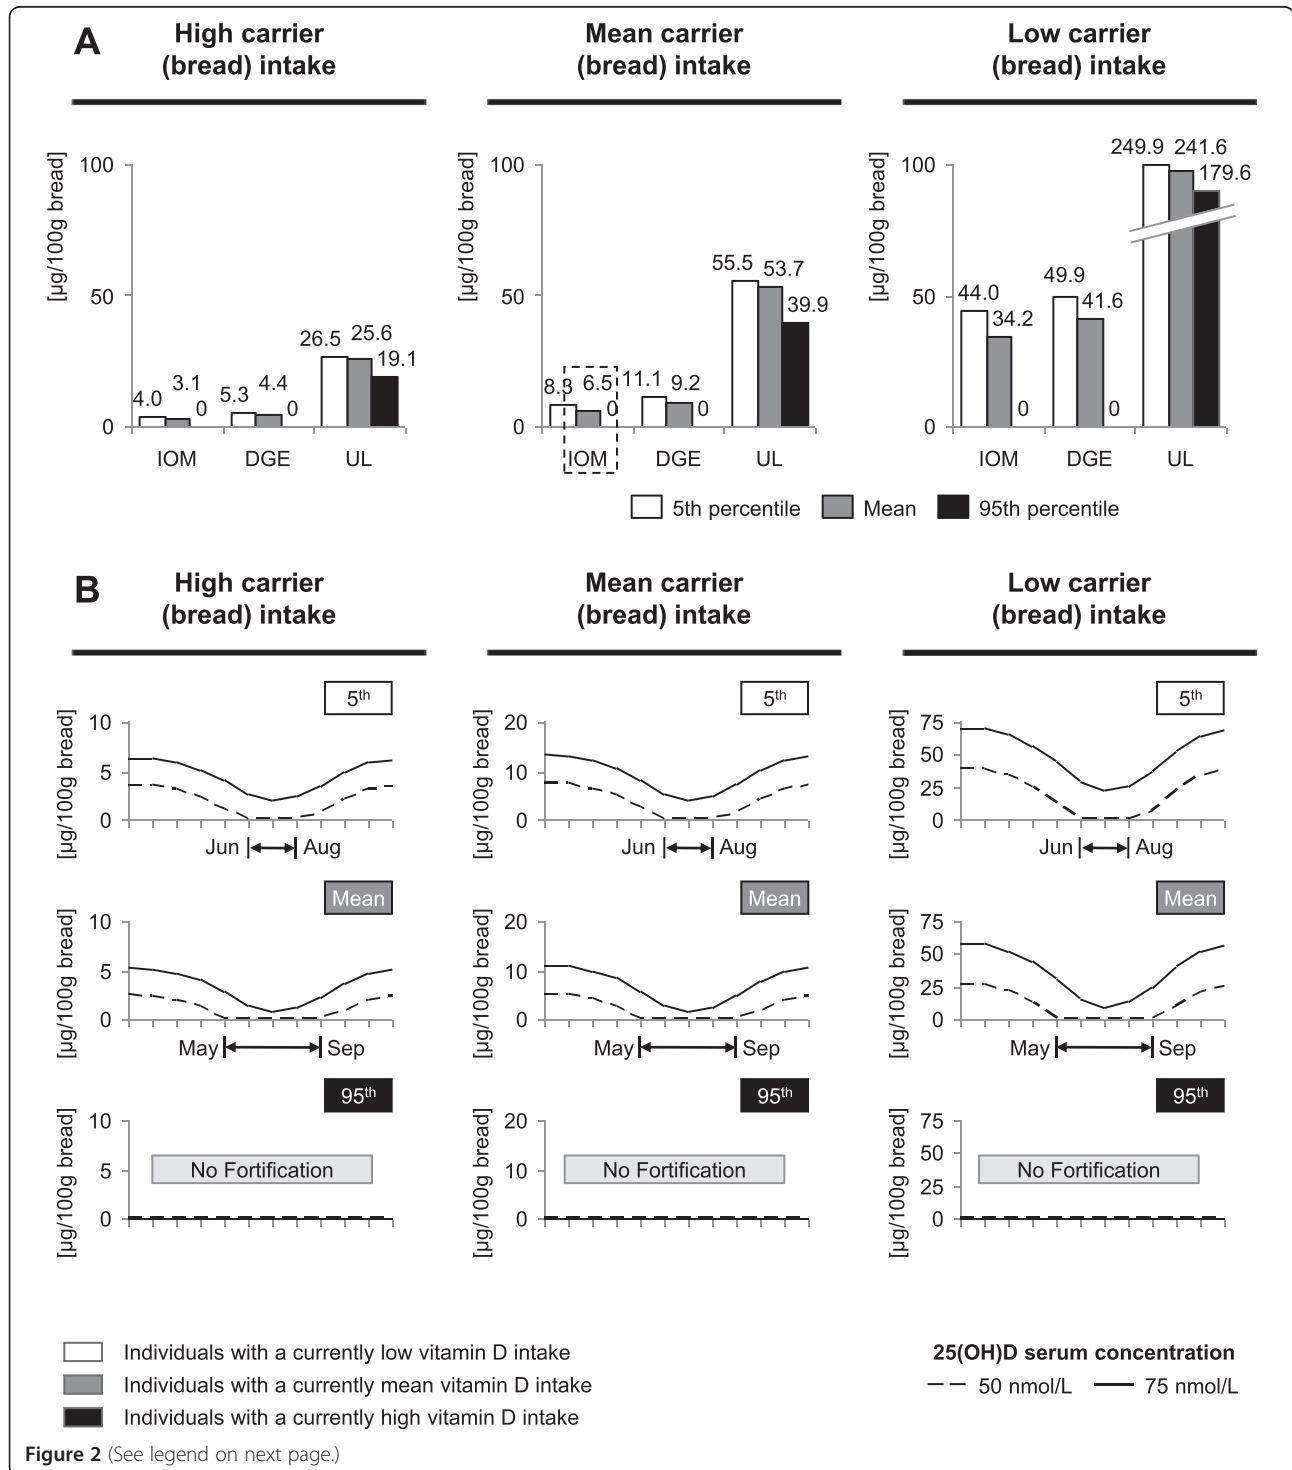 A
High carrier
(bread) intake
Mean carrier
(bread) intake
Low carrier
(bread) intake
[µg/100g bread]
100
50
0
4.0
3.1
0
5.3
4.4
0
26.5
25.6
19.1
IOM
DGE
UL
[µg/100g bread]
100
50
0
8.3
6.5
0
11.1
9.2
0
55.5
53.7
39.9
IOM
DGE
UL
[µg/100g bread]
100
50
0
44.0
34.2
0
49.9
41.6
0
249.9
241.6
179.6
IOM
DGE
UL
5th percentile
Mean
95th percentile
B
High carrier
(bread) intake
Mean carrier
(bread) intake
Low carrier
(bread) intake
[µg/100g bread]
10
5
0
5th
Jun
Aug
[µg/100g bread]
20
10
0
5th
Jun
Aug
[µg/100g bread]
75
50
25
0
5th
Jun
Aug
[µg/100g bread]
10
5
0
Mean
May
Sep
[µg/100g bread]
20
10
0
Mean
May
Sep
[µg/100g bread]
75
50
25
0
Mean
May
Sep
[µg/100g bread]
10
5
0
95th
No Fortification
[µg/100g bread]
20
10
0
95th
No Fortification
[µg/100g bread]
75
50
25
0
95th
No Fortification
Individuals with a currently low vitamin D intake
Individuals with a currently mean vitamin D intake
Individuals with a currently high vitamin D intake
25(OH)D serum concentration
50 nmol/L
75 nmol/L
Figure 2 (See legend on next page.)